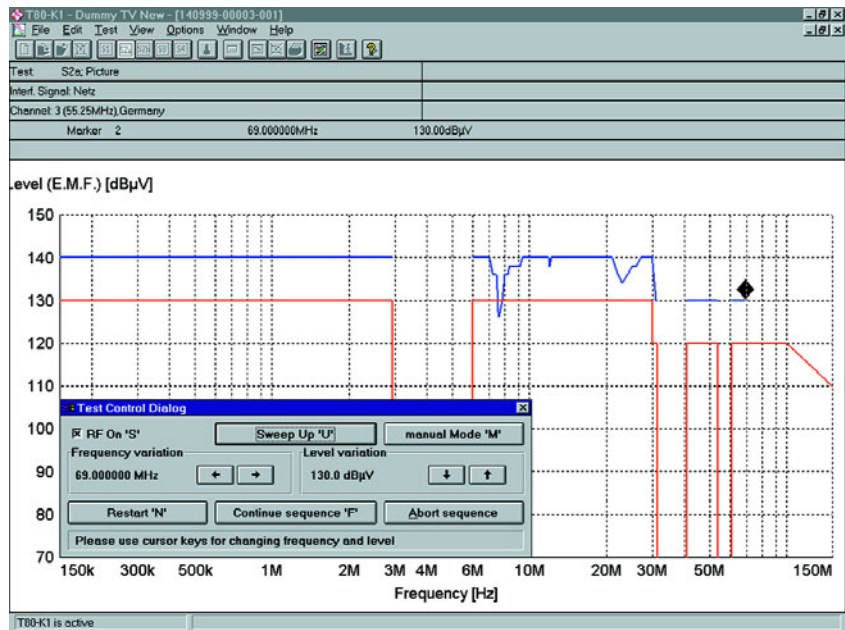 T80-K1 - Dummy TV New - [140999-00003-001]
File Edit Test View Options Window Help
S1 S2a S2b S3 S4
Test S2a; Picture
Interf. Signal: Netz
Channel: 3 (55.25MHz),Germany
Marker 2 69.000000MHz 130.00dBµV
Level (E.M.F.) [dBµV]
150
140
130
120
110
100
90
80
70
Test Control Dialog
RF On 'S' Sweep Up 'U' manual Mode 'M'
Frequency variation Level variation
69.000000 MHz ← → 130.0 dBµV ↓ ↑
Restart 'N' Continue sequence 'F' Abort sequence
Please use cursor keys for changing frequency and level
150k 300k 500k 1M 2M 3M 4M 6M 10M 20M 30M 50M 150M
Frequency [Hz]
T80-K1 is active